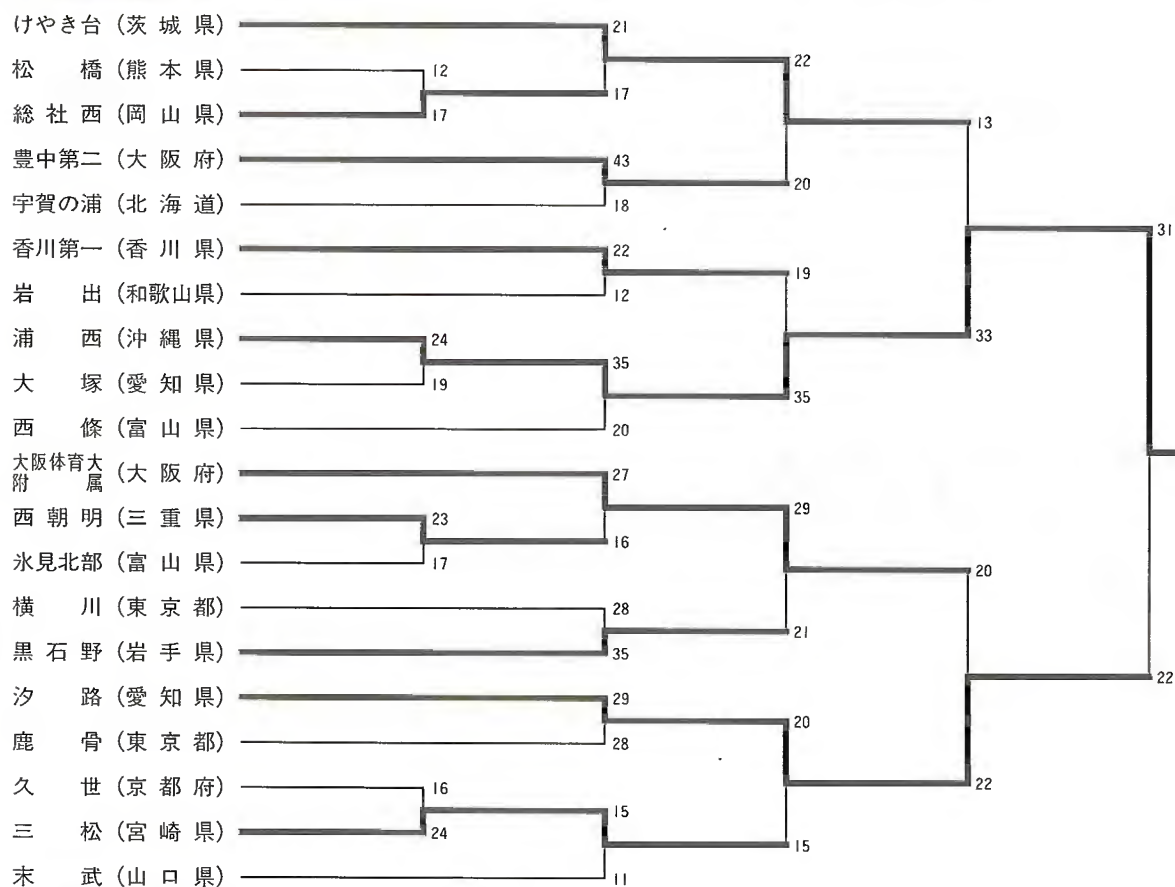 けやき台（茨城県）
松橋（熊本県）
総社西（岡山県）
豊中第二（大阪府）
宇賀の浦（北海道）
香川第一（香川県）
岩出（和歌山県）
浦西（沖縄県）
大塚（愛知県）
西條（富山県）
大阪体育大附属（大阪府）
西朝明（三重県）
氷見北部（富山県）
横川（東京都）
黒石野（岩手県）
汐路（愛知県）
鹿骨（東京都）
久世（京都府）
三松（宮崎県）
末武（山口県）
12
17
24
19
23
17
16
24
21
17
43
18
22
12
35
20
27
16
28
35
29
28
15
11
22
20
19
35
29
21
20
15
13
33
20
22
31
22